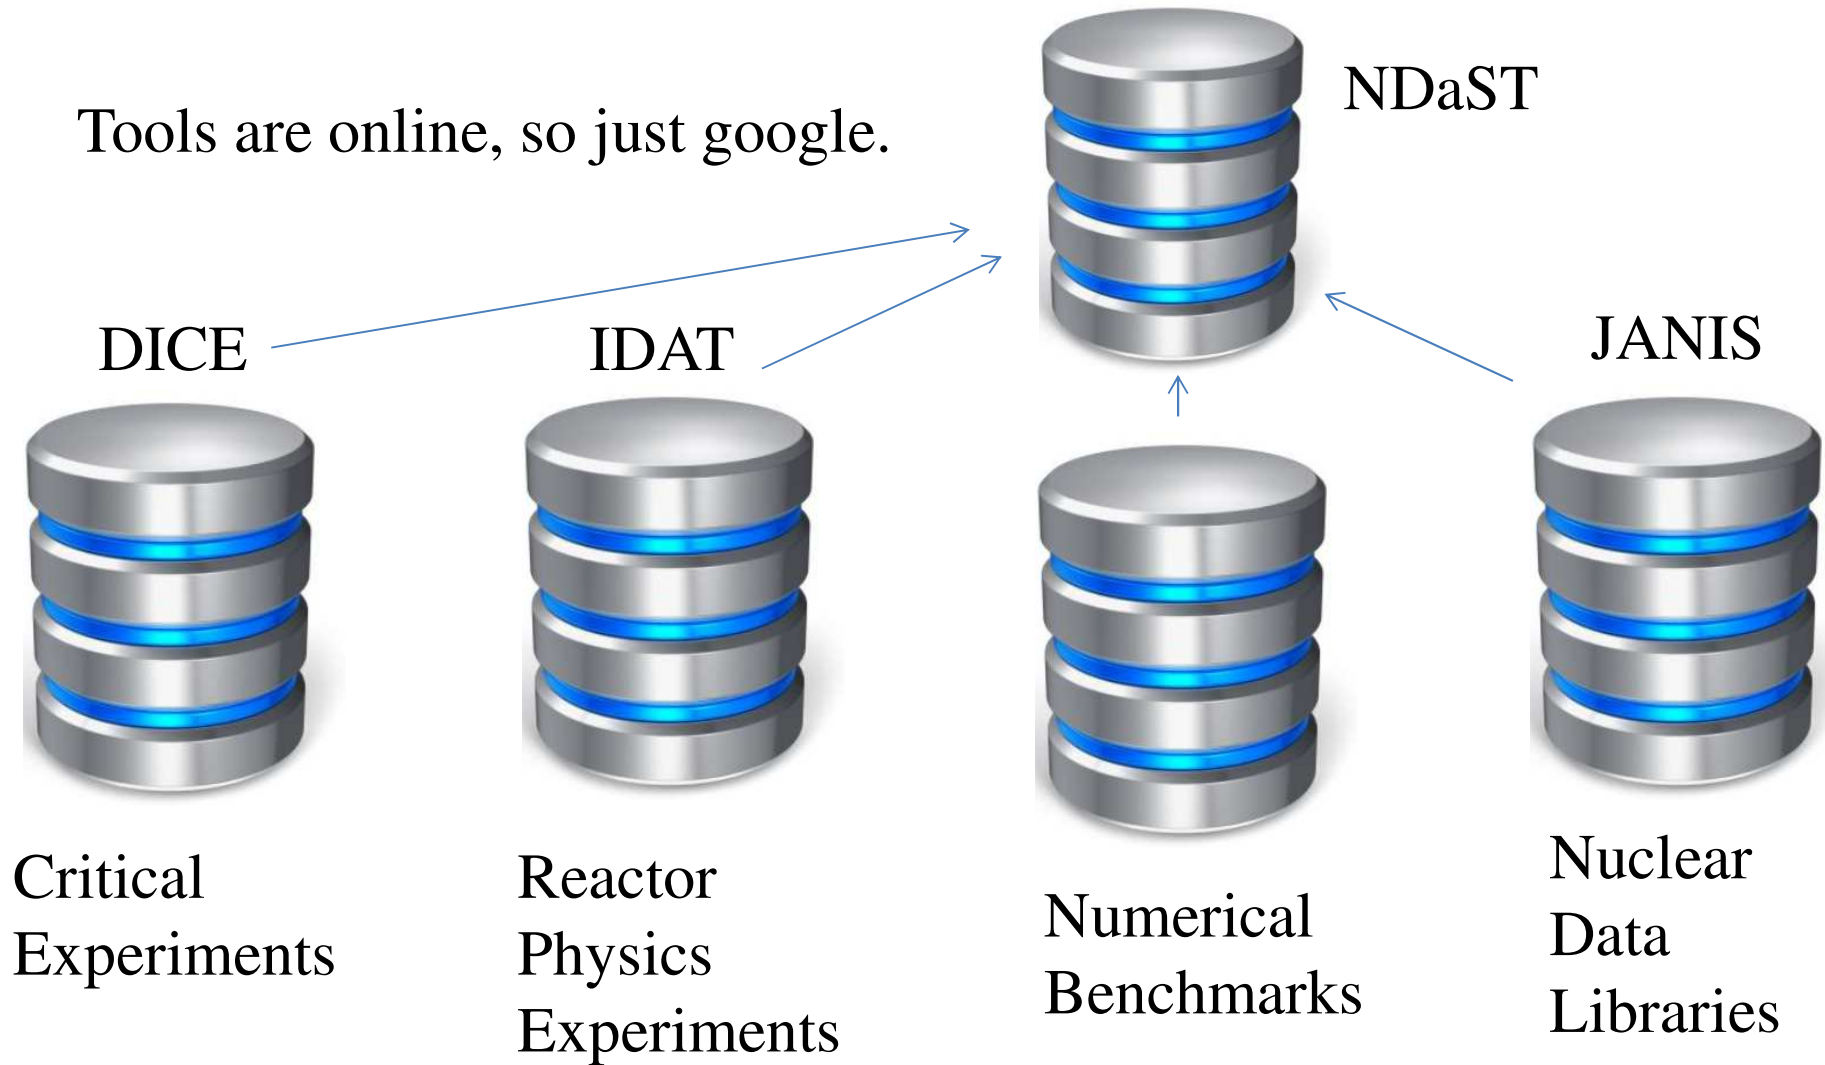 NDaST
Tools are online, so just google.
DICE
IDAT
JANIS
Critical
Experiments
Reactor
Physics
Experiments
Numerical
Benchmarks
Nuclear
Data
Libraries